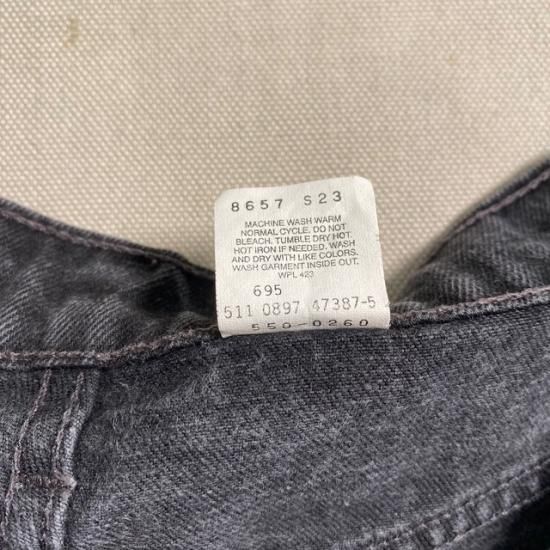 8657 S23
MACHINE WASH WARM
NORMAL CYCLE. DO NOT
BLEACH. TUMBLE DRY HOT.
HOT IRON IF NEEDED. WASH
AND DRY WITH LIKE COLORS.
WASH GARMENT INSIDE OUT.
WPL 423
695
511 0897 47387-5
550-0260